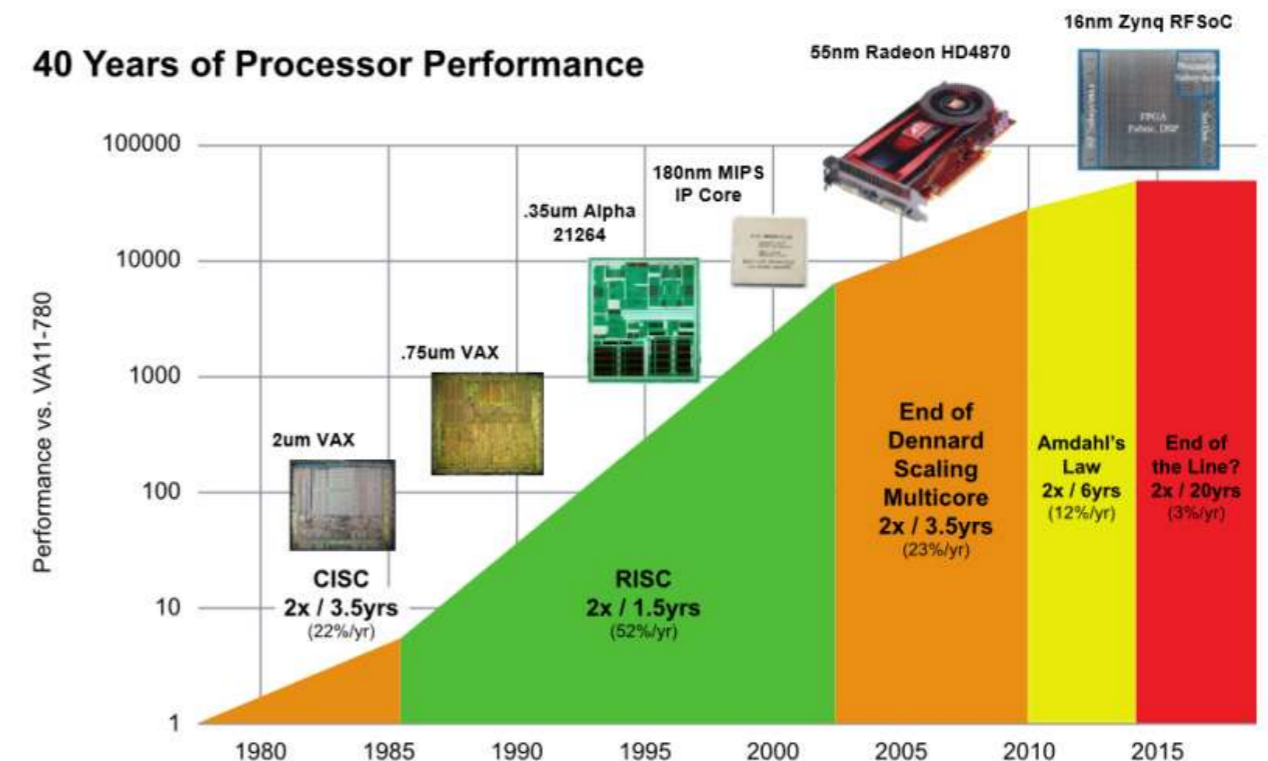 16nm Zynq RFSoC
40 Years of Processor Performance
55nm Radeon HD4870
FPGA
Fabric, DSP
100000
180nm MIPS
IP Core
.35um Alpha
21264
10000
.75um VAX
1000
2um VAX
100
10
1
Performance vs. VA11-780
CISC
2x / 3.5yrs
(22%/yr)
RISC
2x / 1.5yrs
(52%/yr)
End of
Dennard
Scaling
Multicore
2x / 3.5yrs
(23%/yr)
Amdahl's
Law
2x / 6yrs
(12%/yr)
End of
the Line?
2x / 20yrs
(3%/yr)
1980 1985 1990 1995 2000 2005 2010 2015